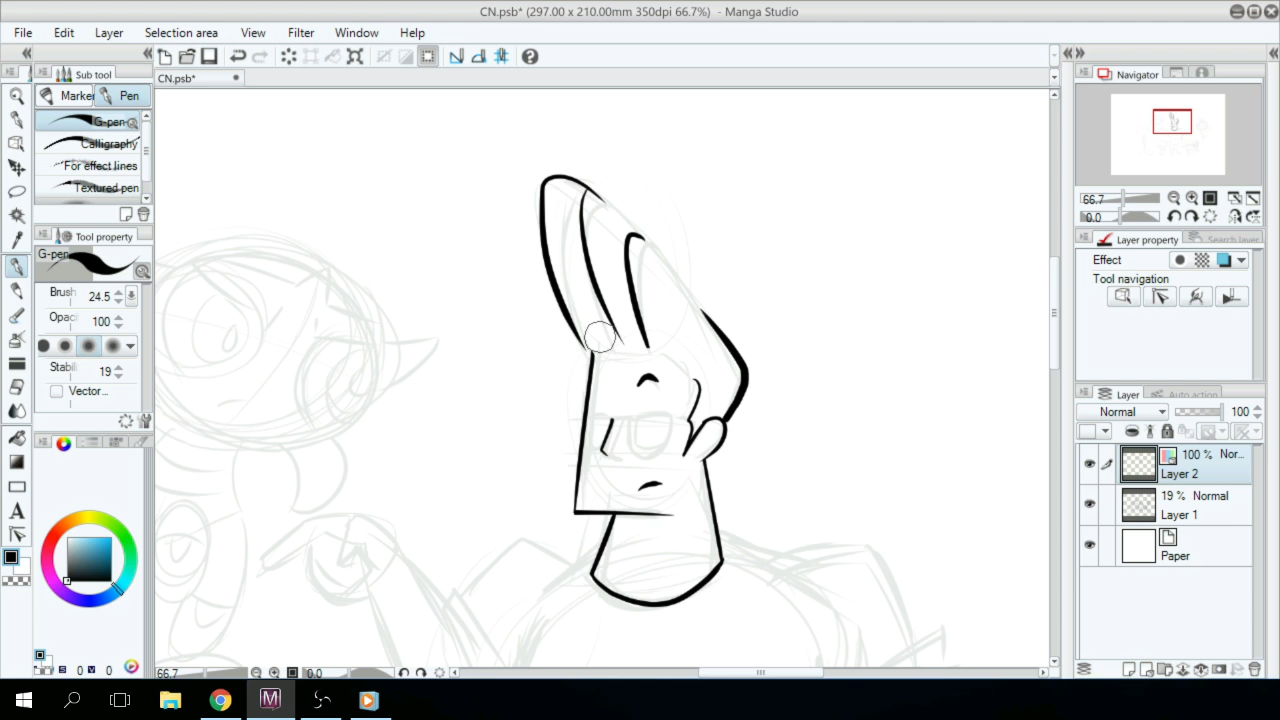 CN.psb* (297.00 x 210.00mm 350dpi 66.7%) - Manga Studio
File Edit Layer Selection area View Filter Window Help
CN.psb*
Sub tool
Marker Pen
G-pen
Calligraphy
For effect lines
Textured pen
Tool property
G-pen
Brush 24.5
Opac 100
Stabil 19
Vector...
0 V 0
66.7 0.0
Navigator
66.7
0.0
Layer property Search layer
Effect
Tool navigation
Layer Auto action
Normal 100
100 % Nor...
Layer 2
19 % Normal
Layer 1
Paper